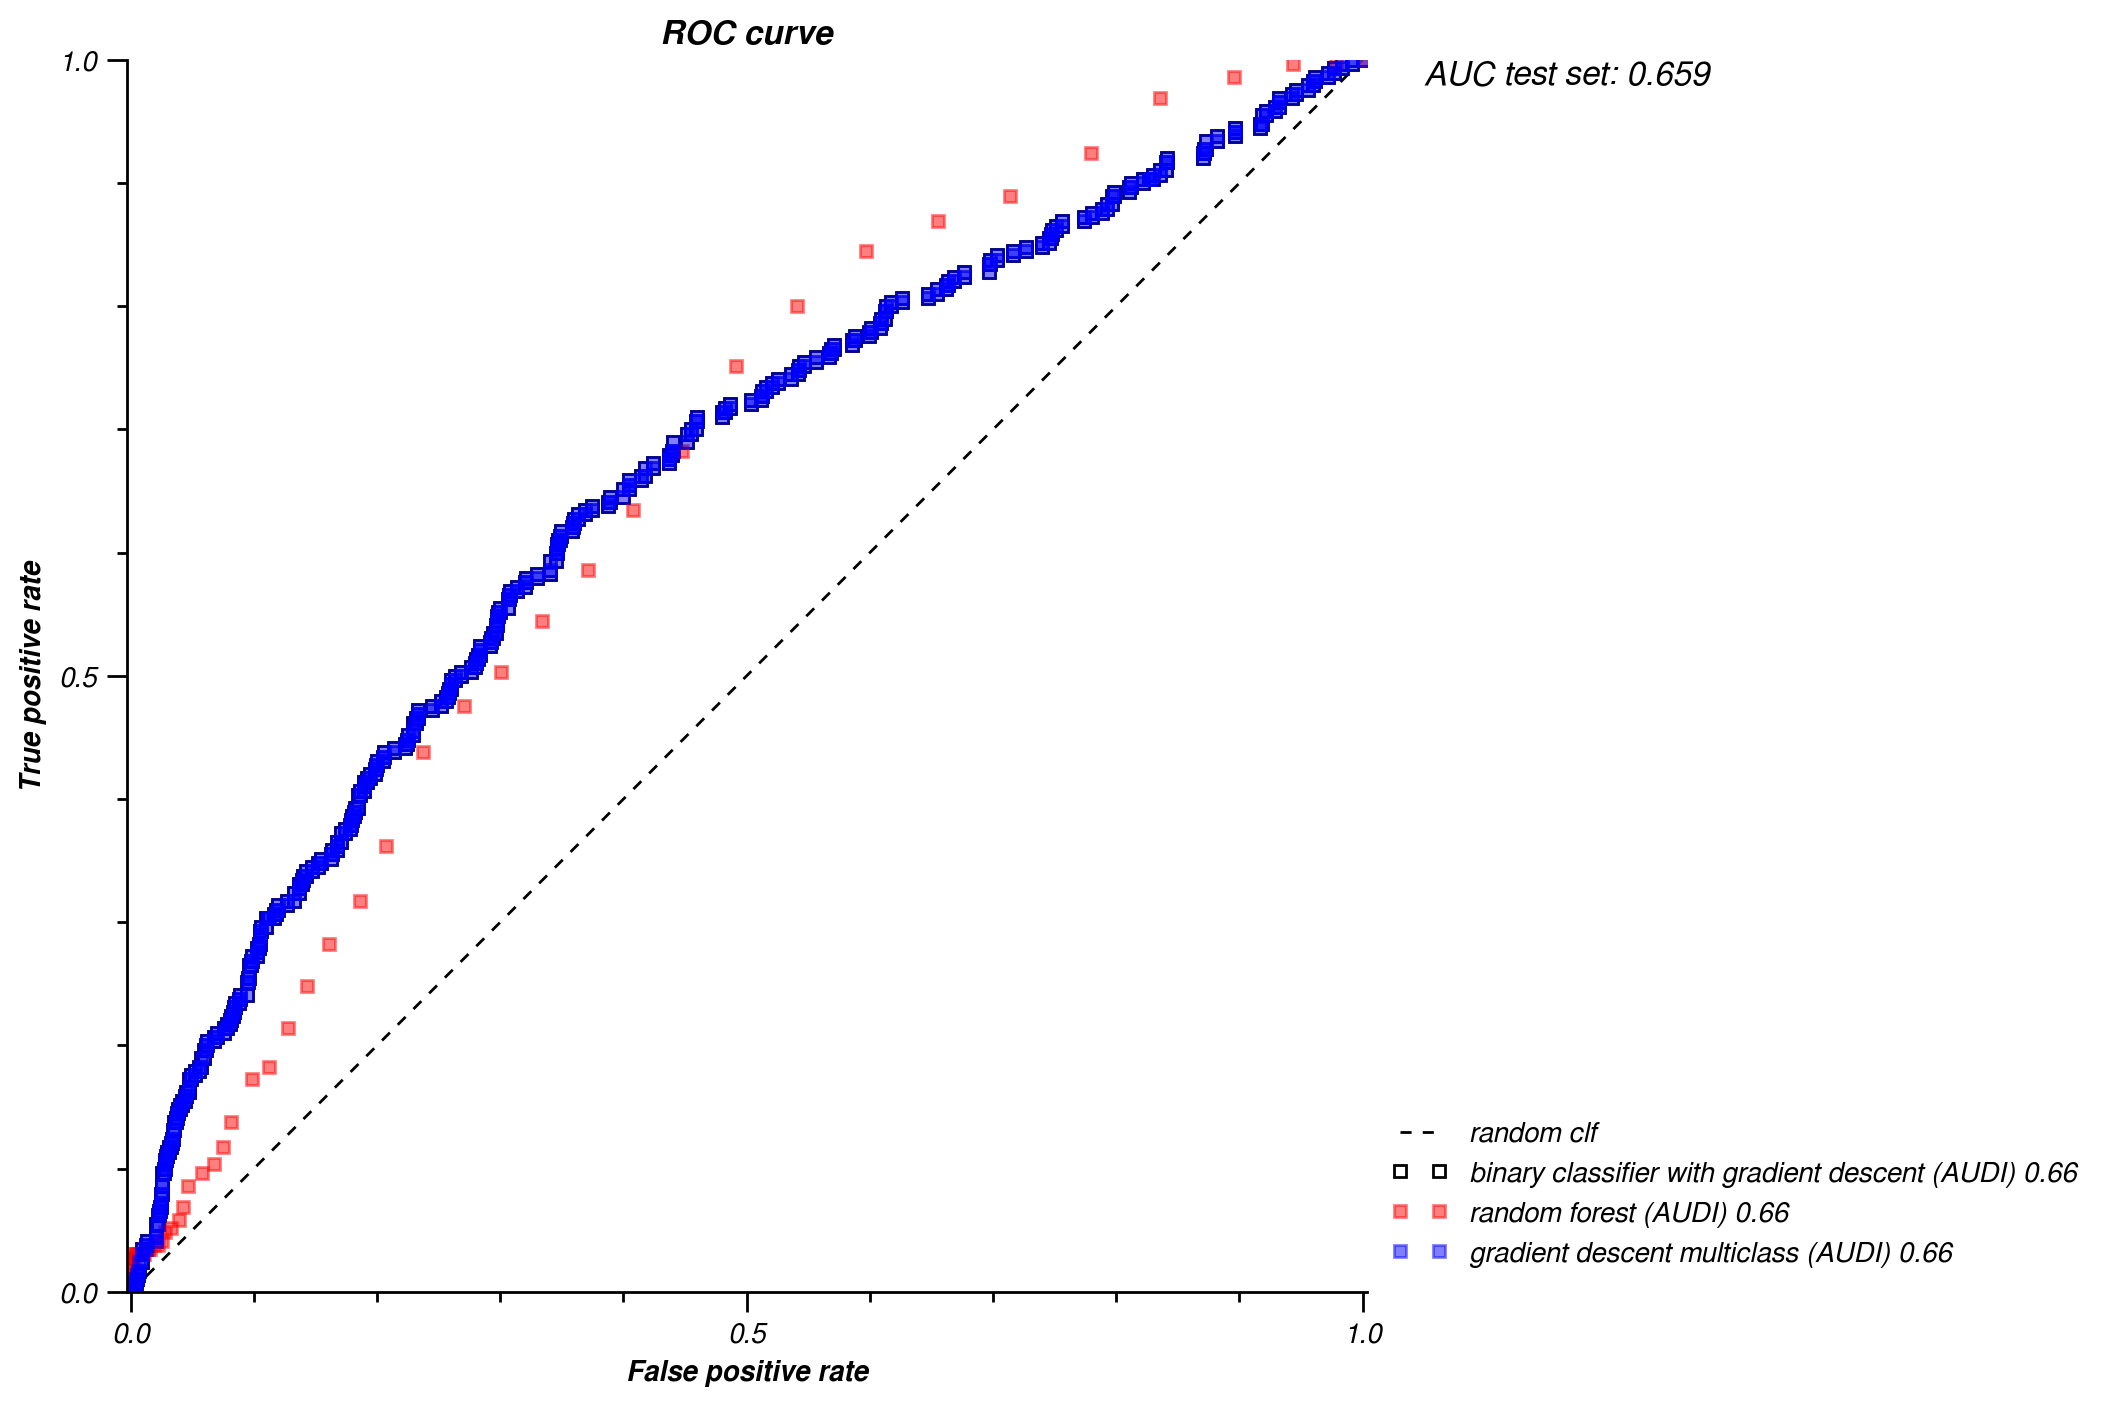 ROC curve
AUC test set: 0.659
1.0
True positive rate
0.5
0.0
0.0
0.5
1.0
False positive rate
random clf
binary classifier with gradient descent (AUDI) 0.66
random forest (AUDI) 0.66
gradient descent multiclass (AUDI) 0.66